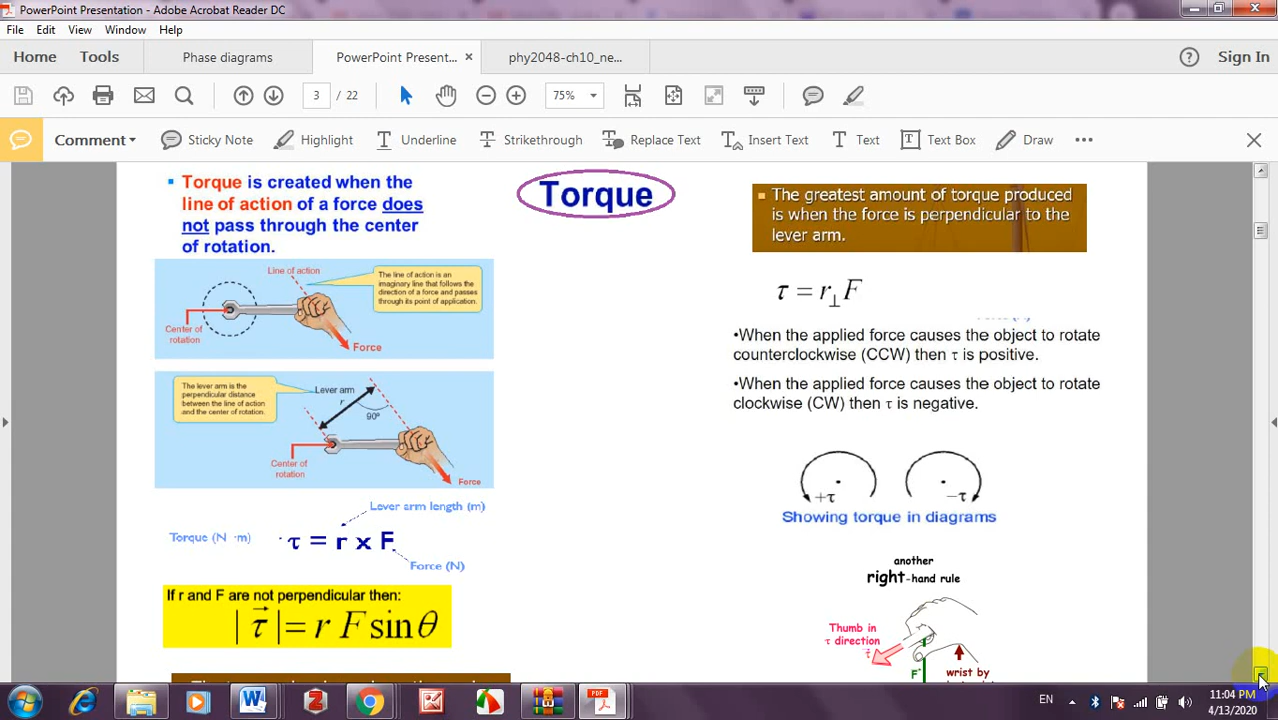 PowerPoint Presentation - Adobe Acrobat Reader DC
File Edit View Window Help
Home Tools Phase diagrams PowerPoint Present... × phy2048-ch10_ne... ? Sign In
3 / 22 75%
Comment Sticky Note Highlight Underline Strikethrough Replace Text Insert Text Text Text Box Draw
Torque is created when the
line of action of a force does
not pass through the center
of rotation.
Line of action
The line of action is an
imaginary line that follows the
direction of a force and passes
through its point of application.
Center of
rotation
Force
The lever arm is the
perpendicular distance
between the line of action
and the center of rotation.
Lever arm
r
90°
Center of
rotation
Force
Lever arm length (m)
Torque (N m)
τ = r x F
Force (N)
If r and F are not perpendicular then:
|τ⃗| = r F sin θ
Torque
The greatest amount of torque produced
is when the force is perpendicular to the
lever arm.
τ = r⊥F
•When the applied force causes the object to rotate
counterclockwise (CCW) then τ is positive.
•When the applied force causes the object to rotate
clockwise (CW) then τ is negative.
+τ −τ
Showing torque in diagrams
another
right-hand rule
Thumb in
τ direction
τ
F
wrist by
EN
11:04 PM
4/13/2020